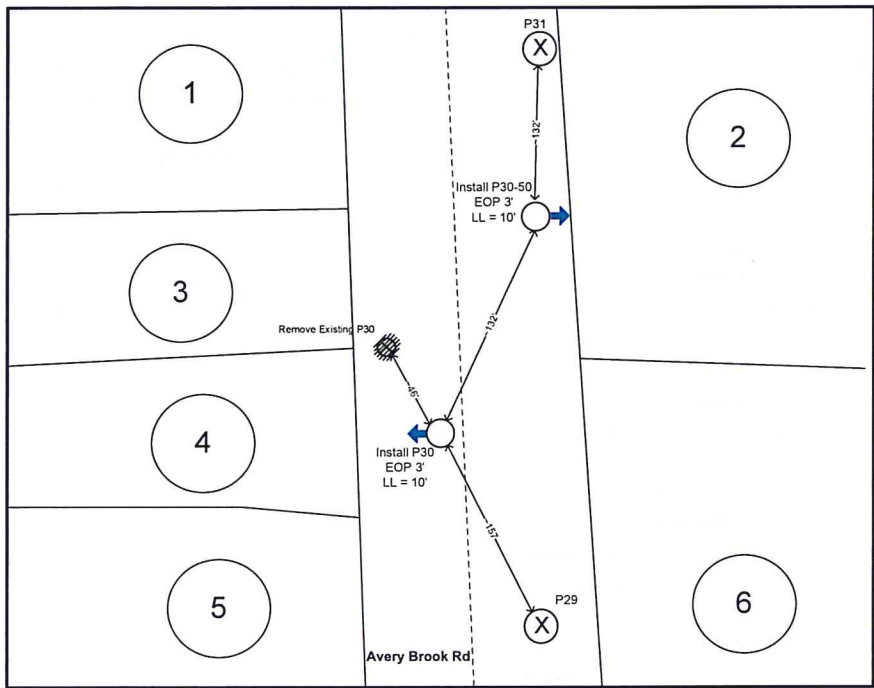 P31
X
1
2
132'
Install P30-50
EOP 3'
LL = 10'
3
132'
Remove Existing P30
46'
4
Install P30
EOP 3'
LL = 10'
157
P29
X
5
6
Avery Brook Rd